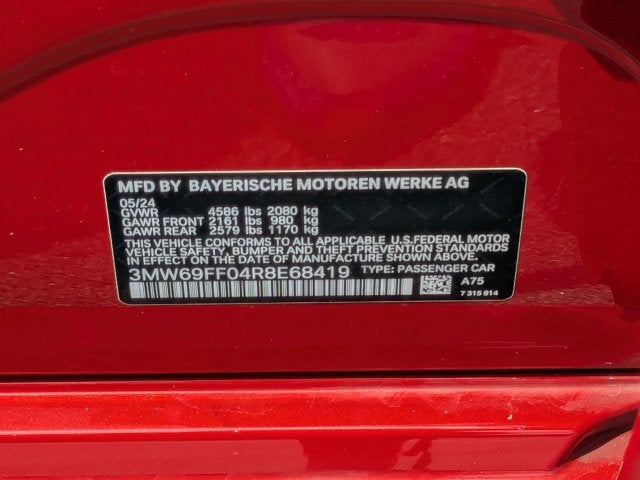 MFD BY BAYERISCHE MOTOREN WERKE AG
05/24
GVWR 4586 lbs 2080 kg
GAWR FRONT 2161 lbs 980 kg
GAWR REAR 2579 lbs 1170 kg
THIS VEHICLE CONFORMS TO ALL APPLICABLE U.S.FEDERAL MOTOR
VEHICLE SAFETY, BUMPER AND THEFT PREVENTION STANDARDS
IN EFFECT ON THE DATE OF MANUFACTURE SHOWN ABOVE.
3MW69FF04R8E68419 TYPE: PASSENGER CAR
A75
7 315 814